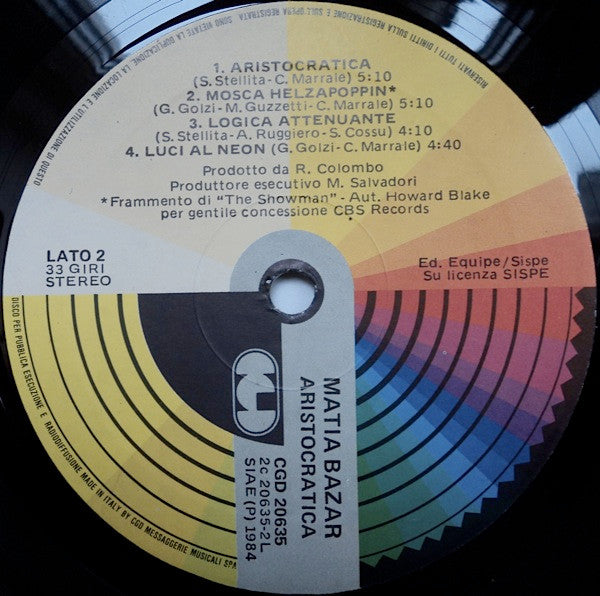 1. ARISTOCRATICA
(S. Stellita-C. Marrale) 5:10
2. MOSCA HELZAPOPPIN*
(G. Golzi-M. Guzzetti-C. Marrale) 5:10
3. LOGICA ATTENUANTE
(S. Stellita-A. Ruggiero-S. Cossu) 4:10
4. LUCI AL NEON (G. Golzi-C. Marrale) 4:40
Prodotto da R. Colombo
Produttore esecutivo M. Salvadori
*Frammento di "The Showman" - Aut. Howard Blake
per gentile concessione CBS Records
LATO 2
33 GIRI
STEREO
Ed. Equipe/Sispe
Su licenza SISPE
MATIA BAZAR
ARISTOCRATICA
CGD 20635
2c 20635-2L
SIAE (P) 1984
RISERVATI TUTTI I DIRITTI SULLA REGISTRAZIONE E SULL'OPERA REGISTRATA
SONO VIETATE LA DUPLICAZIONE, LA LOCAZIONE E L'UTILIZZAZIONE DI QUESTO
DISCO PER PUBBLICA ESECUZIONE E RADIODIFFUSIONE MADE IN ITALY BY CGD MESSAGGERIE MUSICALI SPA